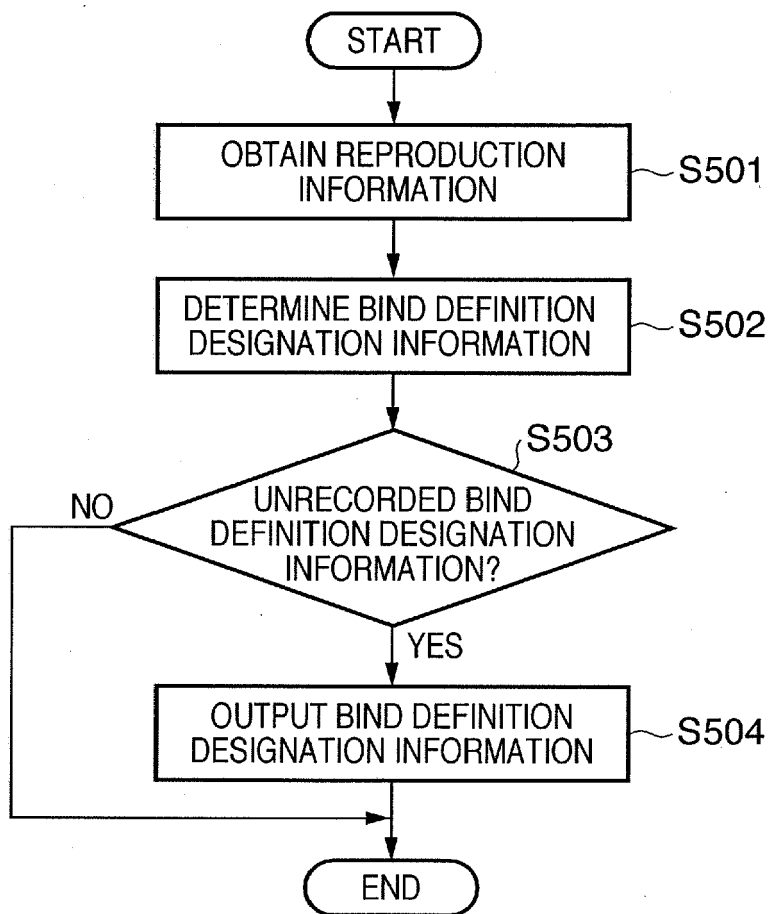 START
OBTAIN REPRODUCTION
INFORMATION
S501
DETERMINE BIND DEFINITION
DESIGNATION INFORMATION
S502
S503
UNRECORDED BIND
DEFINITION DESIGNATION
INFORMATION?
NO
YES
OUTPUT BIND DEFINITION
DESIGNATION INFORMATION
S504
END